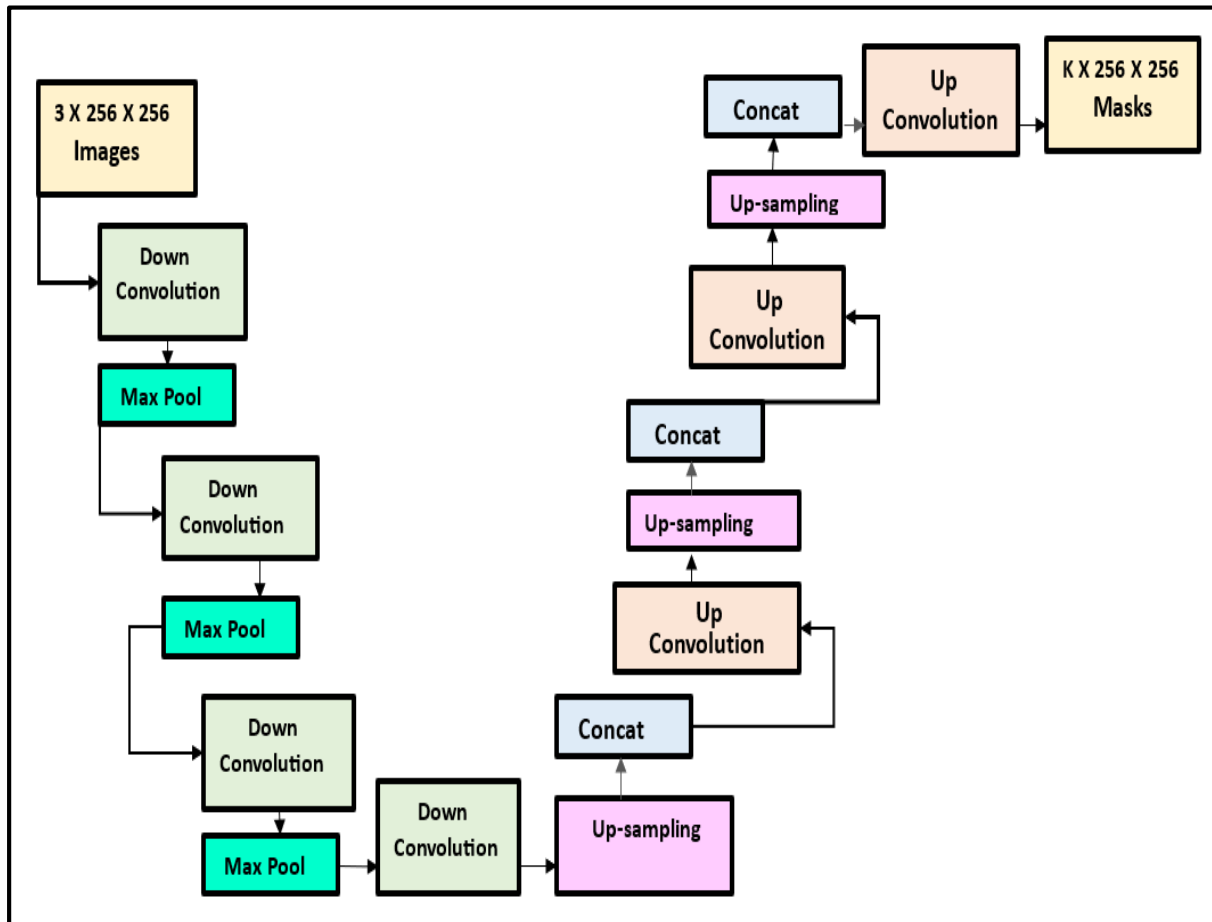 3 X 256 X 256
Images
Down
Convolution
Max Pool
Down
Convolution
Max Pool
Down
Convolution
Max Pool
Down
Convolution
Up-sampling
Concat
Up
Convolution
Up-sampling
Concat
Up
Convolution
Up-sampling
Concat
Up
Convolution
K X 256 X 256
Masks